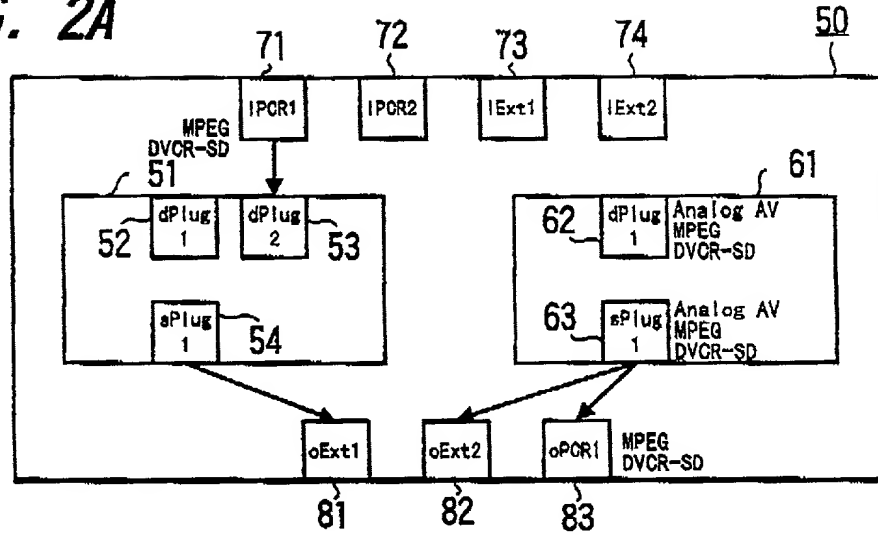 G. 2A
71
72
73
74
50
IPCR1
IPCR2
IExt1
IExt2
MPEG
DVCR-SD
51
61
dPlug
1
dPlug
2
52
53
dPlug
1
Analog AV
MPEG
DVCR-SD
62
sPlug
1
54
sPlug
1
Analog AV
MPEG
DVCR-SD
63
oExt1
oExt2
oPCR1
MPEG
DVCR-SD
81
82
83